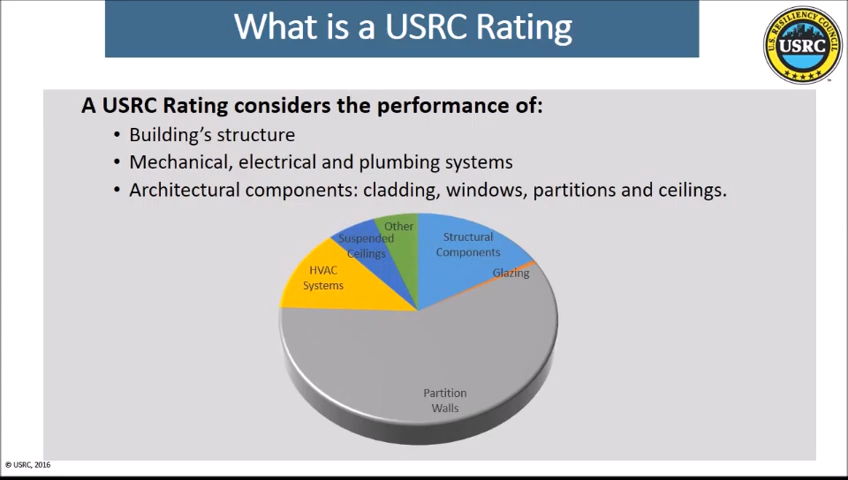 What is a USRC Rating
U.S. RESILIENCY COUNCIL
USRC
A USRC Rating considers the performance of:
• Building's structure
• Mechanical, electrical and plumbing systems
• Architectural components: cladding, windows, partitions and ceilings.
Other
Suspended
Ceilings
Structural
Components
HVAC
Systems
Glazing
Partition
Walls
© USRC, 2016